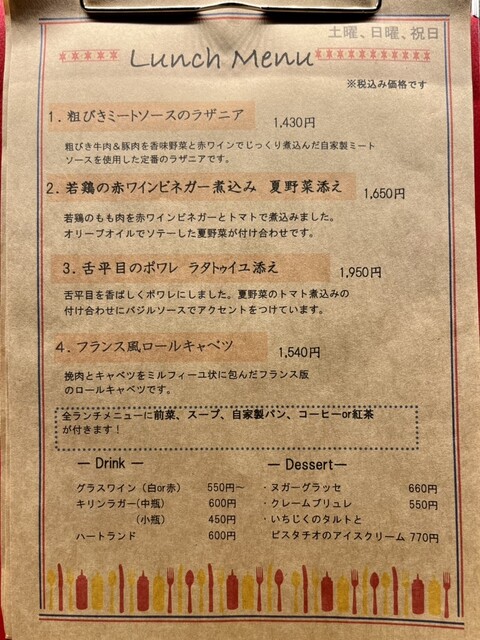 土曜、日曜、祝日
Lunch Menu
※税込み価格です
1．粗びきミートソースのラザニア 1,430円
粗びき牛肉＆豚肉を香味野菜と赤ワインでじっくり煮込んだ自家製ミート
ソースを使用した定番のラザニアです。
2．若鶏の赤ワインビネガー煮込み　夏野菜添え 1,650円
若鶏のもも肉を赤ワインビネガーとトマトで煮込みました。
オリーブオイルでソテーした夏野菜が付け合わせです。
3．舌平目のポワレ　ラタトゥイユ添え 1,950円
舌平目を香ばしくポワレにしました。夏野菜のトマト煮込みの
付け合わせにバジルソースでアクセントをつけています。
4．フランス風ロールキャベツ 1,540円
挽肉とキャベツをミルフィーユ状に包んだフランス版
のロールキャベツです。
全ランチメニューに前菜、スープ、自家製パン、コーヒーor紅茶
が付きます！
― Drink ―
グラスワイン（白or赤） 550円～
キリンラガー(中瓶) 600円
(小瓶) 450円
ハートランド 600円
― Dessert―
・ヌガーグラッセ 660円
・クレームブリュレ 550円
・いちじくのタルトと
ピスタチオのアイスクリーム 770円